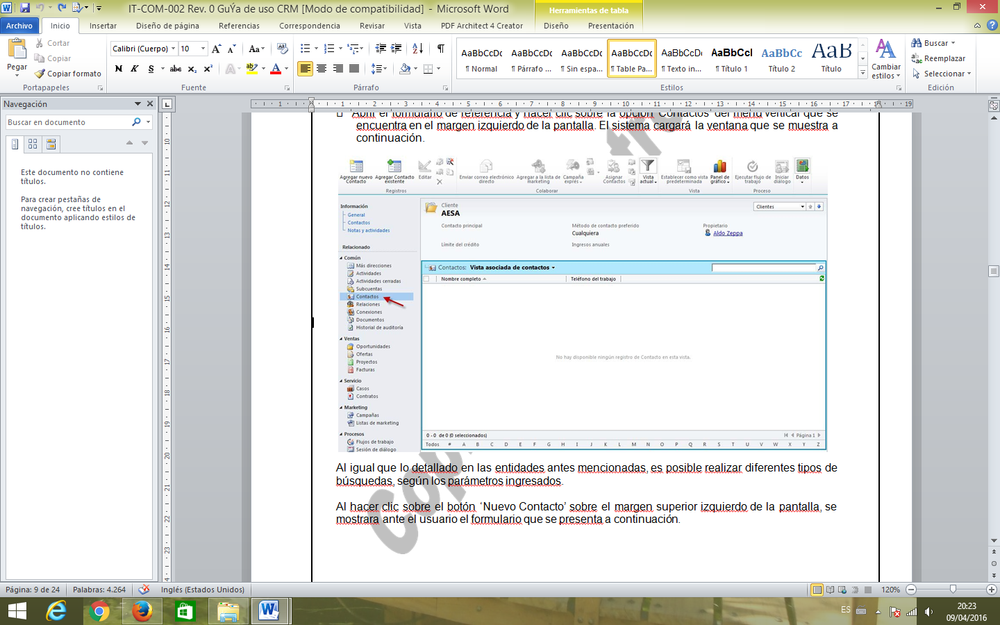 IT-COM-002 Rev. 0 GuÝa de uso CRM [Modo de compatibilidad] - Microsoft Word
Herramientas de tabla
Archivo Inicio Insertar Diseño de página Referencias Correspondencia Revisar Vista PDF Architect 4 Creator Diseño Presentación
Pegar
Cortar
Copiar
Copiar formato
Portapapeles
Calibri (Cuerpo) 10
N K S abc x₂ x²
Fuente
Párrafo
AaBbCcDc AaBbCcDc AaBbCcDc AaBbCcDc AaBbCcDc AaBbCcI AaBbCc AaB
¶ Normal ¶ Párrafo ... ¶ Sin espa... ¶ Table Pa... ¶ Texto in... ¶ Título 1 Título 2 Título
Cambiar estilos
Estilos
Buscar
Reemplazar
Seleccionar
Edición
Navegación
Buscar en documento
Este documento no contiene
títulos.
Para crear pestañas de
navegación, cree títulos en el
documento aplicando estilos de
títulos.
Abrir el formulario de referencia y hacer clic sobre la opción 'Contactos' del menú vertical que se
encuentra en el margen izquierdo de la pantalla. El sistema cargará la ventana que se muestra a
continuación.
Agregar nuevo Contacto
Agregar Contacto existente
Editar
Registros
Enviar correo electrónico directo
Agregar a la lista de marketing
Campaña exprés
Colaborar
Asignar Contactos
Vista actual
Establecer como vista predeterminada
Vista
Panel de gráfico
Ejecutar flujo de trabajo
Iniciar diálogo
Proceso
Datos
Información
General
Contactos
Notas y actividades
Relacionado
Común
Más direcciones
Actividades
Actividades cerradas
Subcuentas
Contactos
Relaciones
Conexiones
Documentos
Historial de auditoría
Ventas
Oportunidades
Ofertas
Proyectos
Facturas
Servicio
Casos
Contratos
Marketing
Campañas
Listas de marketing
Procesos
Flujos de trabajo
Sesión de diálogo
Cliente
AESA
Clientes
Contacto principal
Método de contacto preferido
Cualquiera
Propietario
Aldo Zeppa
Límite del crédito
Ingresos anuales
Contactos: Vista asociada de contactos
Nombre completo Teléfono del trabajo
No hay disponible ningún registro de Contacto en esta vista.
0 - 0 de 0 (0 seleccionados)
Página 1
Todos # A B C D E F G H I J K L M N O P Q R S T U V W X Y Z
Al igual que lo detallado en las entidades antes mencionadas, es posible realizar diferentes tipos de
búsquedas, según los parámetros ingresados.
Al hacer clic sobre el botón ‘Nuevo Contacto’ sobre el margen superior izquierdo de la pantalla, se
mostrara ante el usuario el formulario que se presenta a continuación.
Página: 9 de 24 Palabras: 4.264 Inglés (Estados Unidos)
120%
ES
20:23
09/04/2016